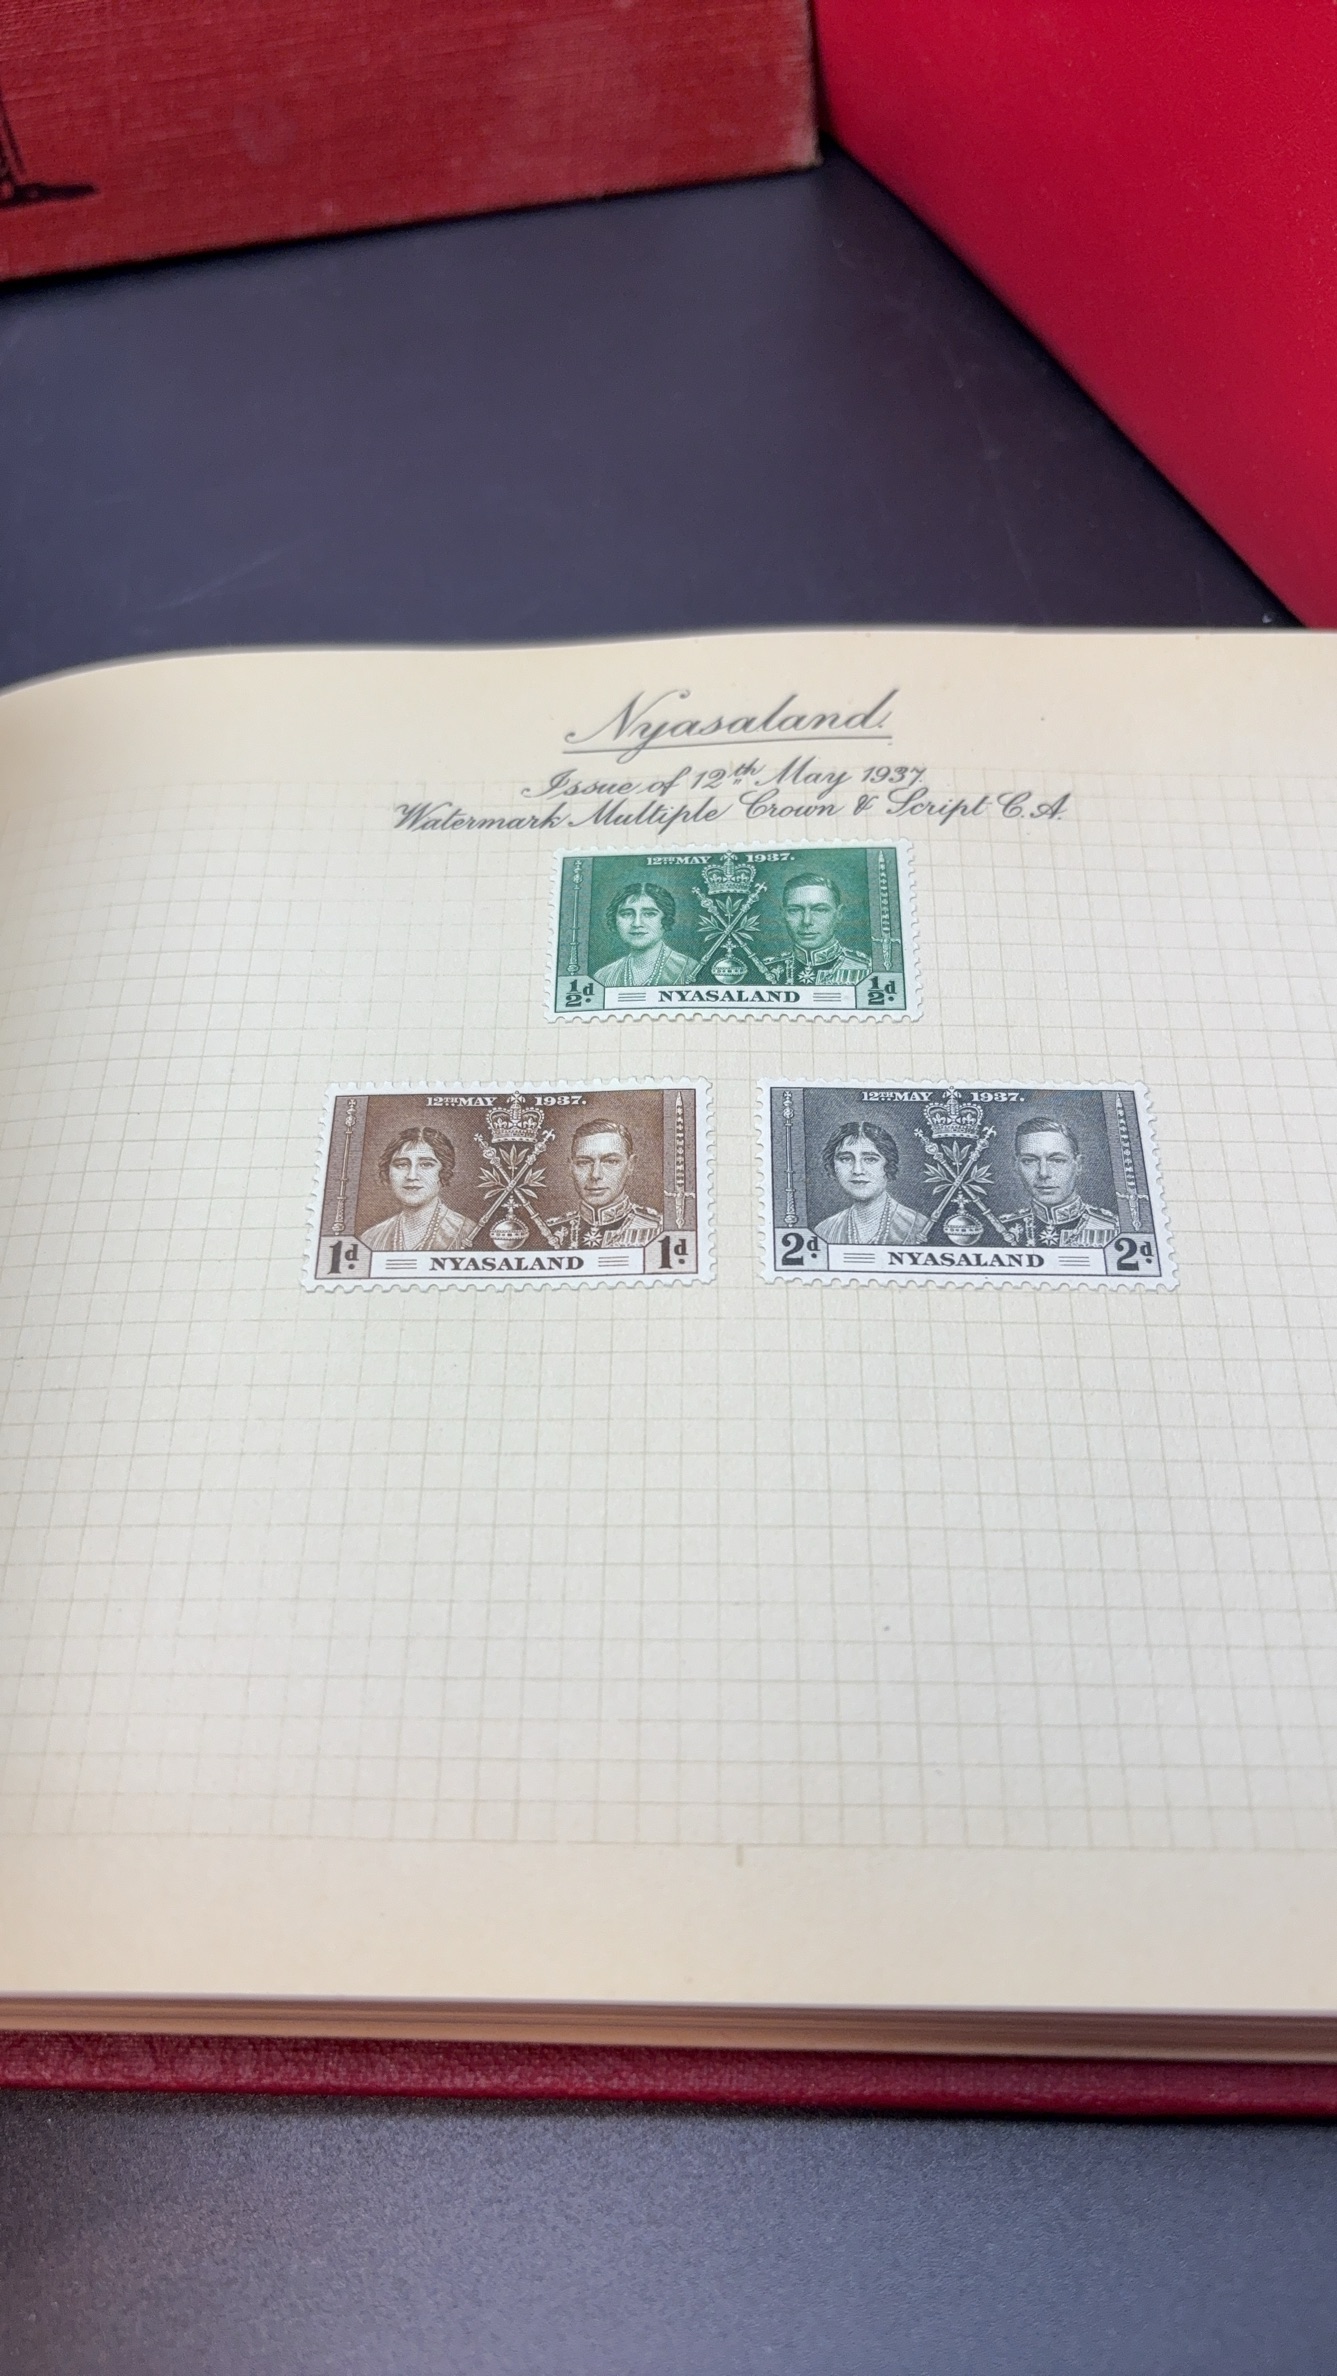 Nyasaland.
Issue of 12th May 1937.
Watermark Multiple Crown & Script C.A.
12TH MAY 1937.
½d. NYASALAND ½d.
12TH MAY 1937.
1d. NYASALAND 1d.
12TH MAY 1937.
2d. NYASALAND 2d.